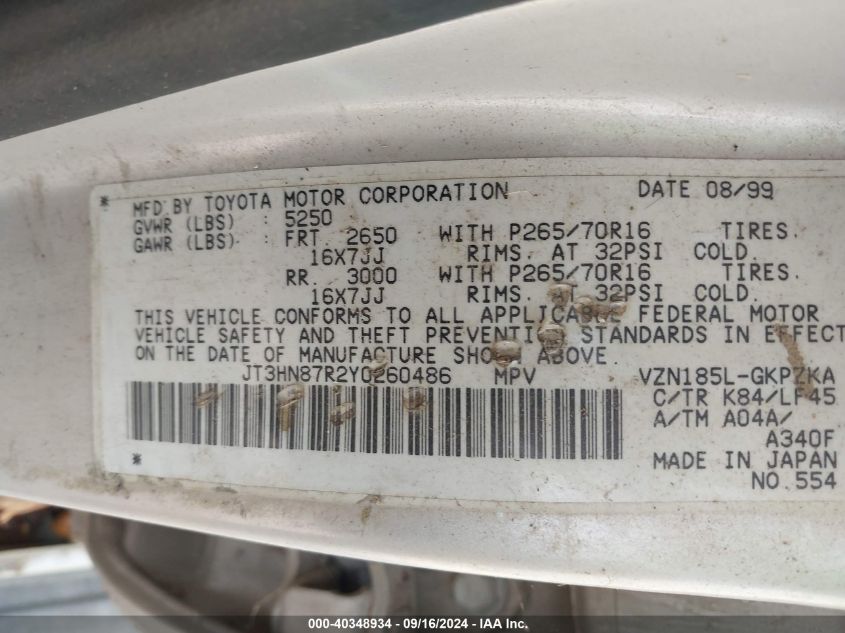 MFD BY TOYOTA MOTOR CORPORATION DATE 08/99
GVWR (LBS) : 5250
GAWR (LBS) : FRT 2650 WITH P265/70R16 TIRES.
16X7JJ RIMS. AT 32PSI COLD.
RR. 3000 WITH P265/70R16 TIRES.
16X7JJ RIMS. AT 32PSI COLD.
THIS VEHICLE CONFORMS TO ALL APPLICABLE FEDERAL MOTOR
VEHICLE SAFETY AND THEFT PREVENTION STANDARDS IN EFFECT
ON THE DATE OF MANUFACTURE SHOWN ABOVE.
JT3HN87R2Y0260486 MPV VZN185L-GKPZKA
C/TR K84/LF45
A/TM A04A/
A340F
MADE IN JAPAN
NO.554
000-40348934 - 09/16/2024 - IAA Inc.